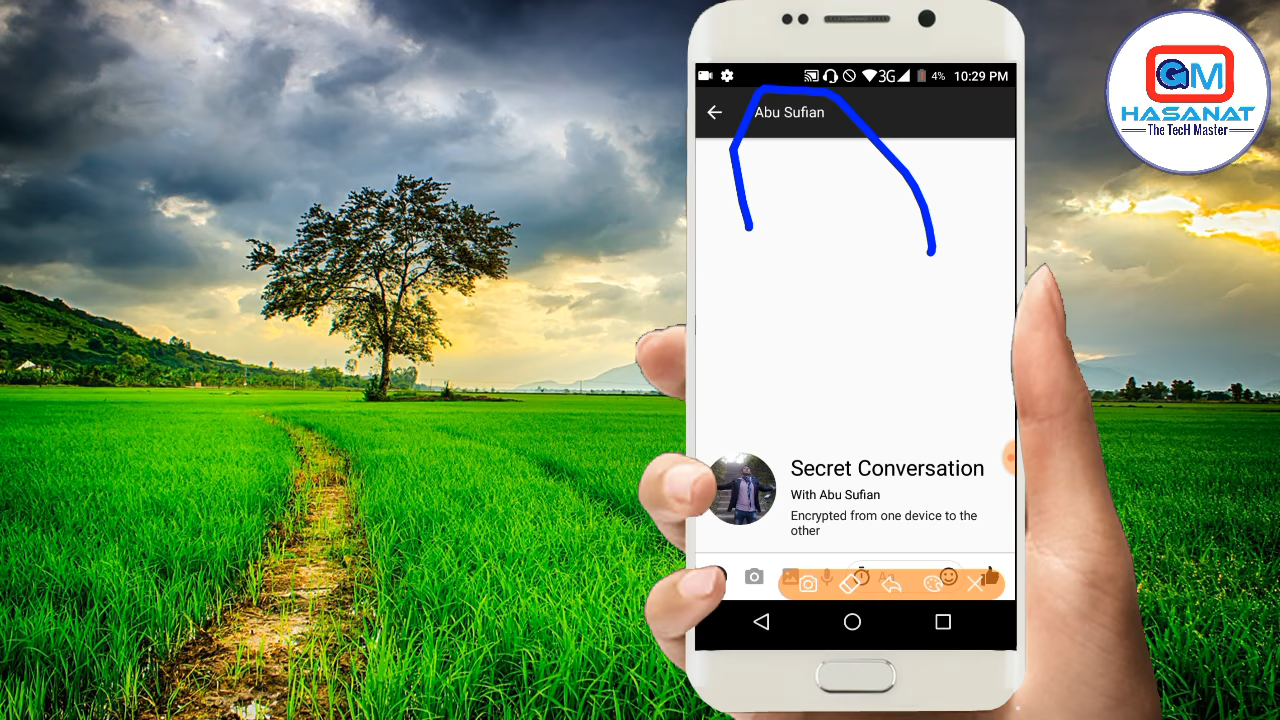 3G 4% 10:29 PM
Abu Sufian
Secret Conversation
With Abu Sufian
Encrypted from one device to the
other
GM
HASANAT
The TecH Master